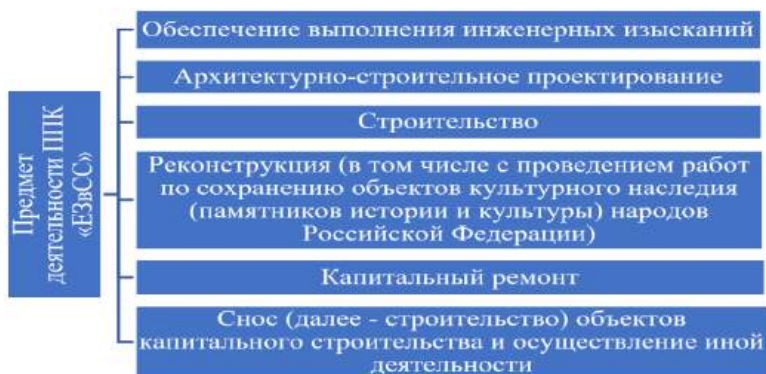 Предмет
деятельности ППК
«ЕЗвСС»
Обеспечение выполнения инженерных изысканий
Архитектурно-строительное проектирование
Строительство
Реконструкция (в том числе с проведением работ
по сохранению объектов культурного наследия
(памятников истории и культуры) народов
Российской Федерации)
Капитальный ремонт
Снос (далее - строительство) объектов
капитального строительства и осуществление иной
деятельности